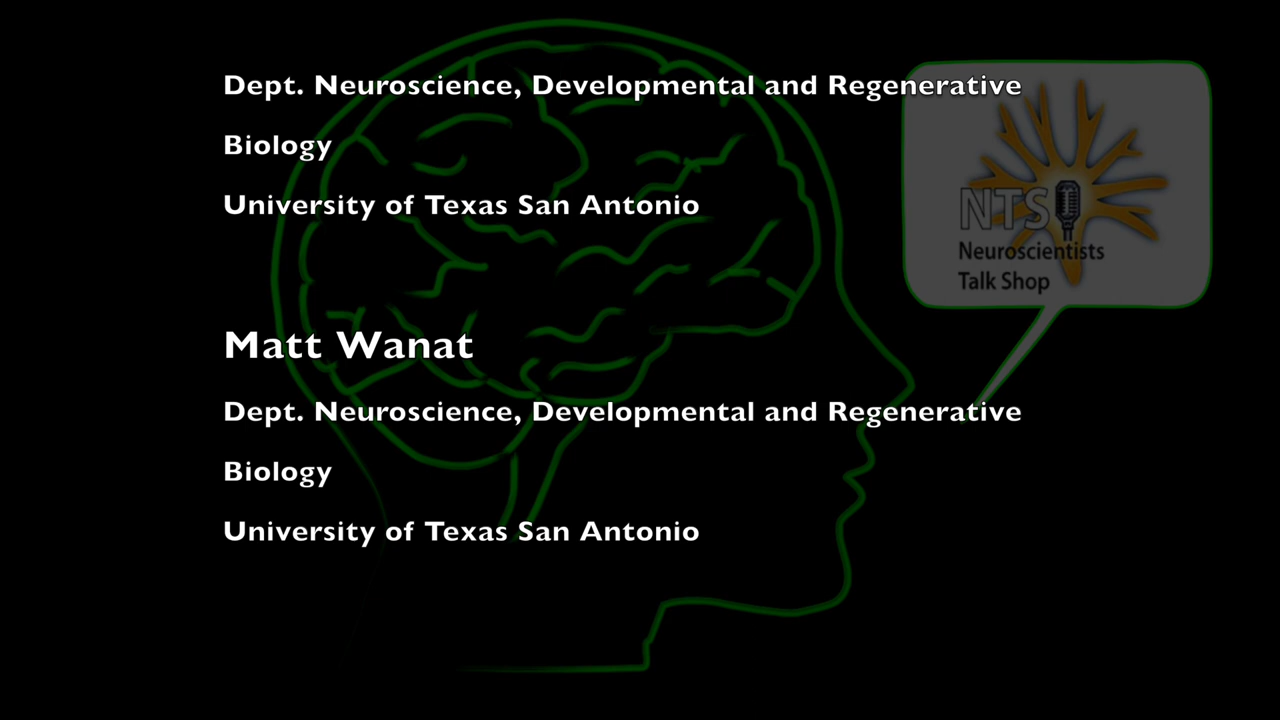 Dept. Neuroscience, Developmental and Regenerative
Biology
University of Texas San Antonio
NTS
Neuroscientists
Talk Shop
Matt Wanat
Dept. Neuroscience, Developmental and Regenerative
Biology
University of Texas San Antonio